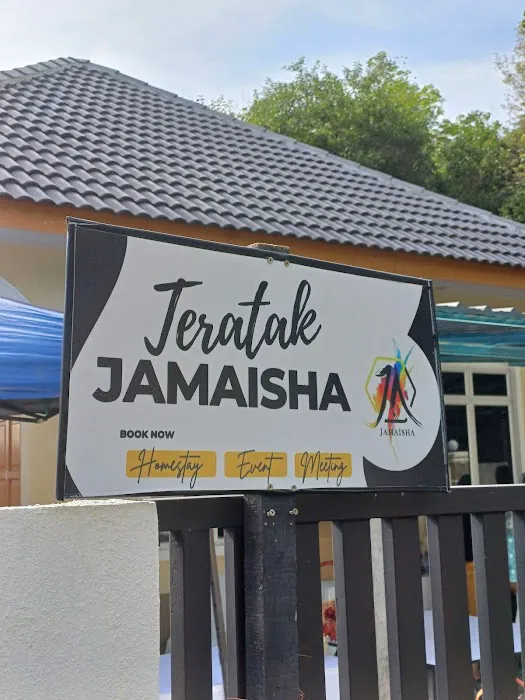 Teratak
JAMAISHA
BOOK NOW
Homestay Event Meeting
JAMAISHA